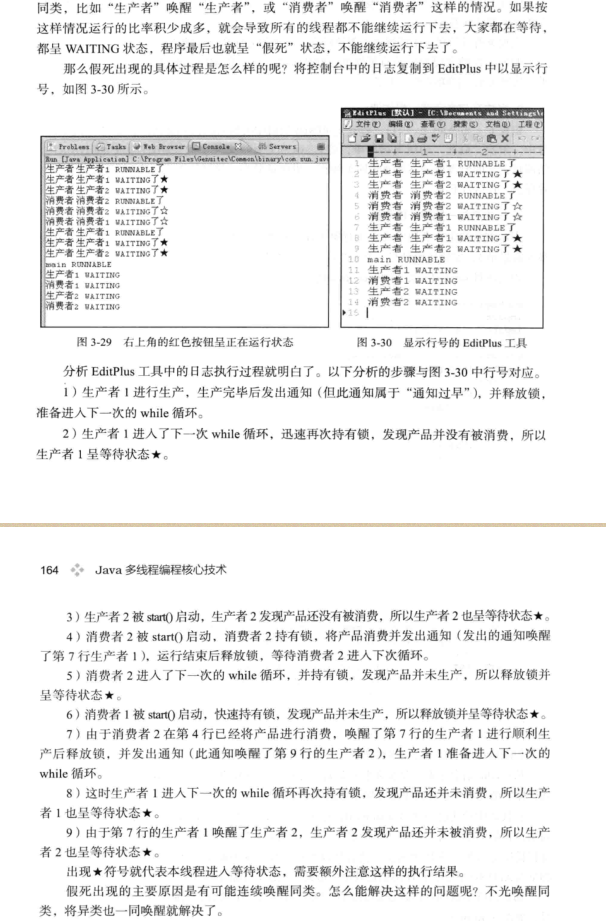 同类，比如“生产者”唤醒“生产者”，或“消费者”唤醒“消费者”这样的情况。如果按
这样情况运行的比率积少成多，就会导致所有的线程都不能继续运行下去，大家都在等待，
都呈 WAITING 状态，程序最后也就呈“假死”状态，不能继续运行下去了。
那么假死出现的具体过程是怎么样的呢？将控制台中的日志复制到 EditPlus 中以显示行
号，如图 3-30 所示。
Problems Tasks Web Browser Console Servers
Run [Java Application] C:\Program Files\Genuitec\Common\binary\com.sun.java
生产者 生产者1 RUNNABLE了
生产者 生产者1 WAITING了★
生产者 生产者2 WAITING了★
消费者 消费者2 RUNNABLE了
消费者 消费者2 WAITING了☆
消费者 消费者1 WAITING了☆
生产者 生产者1 RUNNABLE了
生产者 生产者1 WAITING了★
生产者 生产者2 WAITING了★
main RUNNABLE
生产者1 WAITING
消费者1 WAITING
生产者2 WAITING
消费者2 WAITING
EditPlus [默认] - [C:\Documents and Settings\
文件(F) 编辑(E) 查看(V) 搜索(S) 文档(D) 工程(P)
1 生产者 生产者1 RUNNABLE了
2 生产者 生产者1 WAITING了★
3 生产者 生产者2 WAITING了★
4 消费者 消费者2 RUNNABLE了
5 消费者 消费者2 WAITING了☆
6 消费者 消费者1 WAITING了☆
7 生产者 生产者1 RUNNABLE了
8 生产者 生产者1 WAITING了★
9 生产者 生产者2 WAITING了★
10 main RUNNABLE
11 生产者1 WAITING
12 消费者1 WAITING
13 生产者2 WAITING
14 消费者2 WAITING
15
图 3-29 右上角的红色按钮呈正在运行状态
图 3-30 显示行号的 EditPlus 工具
分析 EditPlus 工具中的日志执行过程就明白了。以下分析的步骤与图 3-30 中行号对应。
1）生产者 1 进行生产，生产完毕后发出通知（但此通知属于“通知过早”），并释放锁，
准备进入下一次的 while 循环。
2）生产者 1 进入了下一次 while 循环，迅速再次持有锁，发现产品并没有被消费，所以
生产者 1 呈等待状态★。
164 Java 多线程编程核心技术
3）生产者 2 被 start() 启动，生产者 2 发现产品还没有被消费，所以生产者 2 也呈等待状态★。
4）消费者 2 被 start() 启动，消费者 2 持有锁，将产品消费并发出通知（发出的通知唤醒
了第 7 行生产者 1），运行结束后释放锁，等待消费者 2 进入下次循环。
5）消费者 2 进入了下一次的 while 循环，并持有锁，发现产品并未生产，所以释放锁并
呈等待状态★。
6）消费者 1 被 start() 启动，快速持有锁，发现产品并未生产，所以释放锁并呈等待状态★。
7）由于消费者 2 在第 4 行已经将产品进行消费，唤醒了第 7 行的生产者 1 进行顺利生
产后释放锁，并发出通知（此通知唤醒了第 9 行的生产者 2），生产者 1 准备进入下一次的
while 循环。
8）这时生产者 1 进入下一次的 while 循环再次持有锁，发现产品还并未消费，所以生产
者 1 也呈等待状态★。
9）由于第 7 行的生产者 1 唤醒了生产者 2，生产者 2 发现产品还并未被消费，所以生产
者 2 也呈等待状态★。
出现★符号就代表本线程进入等待状态，需要额外注意这样的执行结果。
假死出现的主要原因是有可能连续唤醒同类。怎么能解决这样的问题呢？不光唤醒同
类，将异类也一同唤醒就解决了。